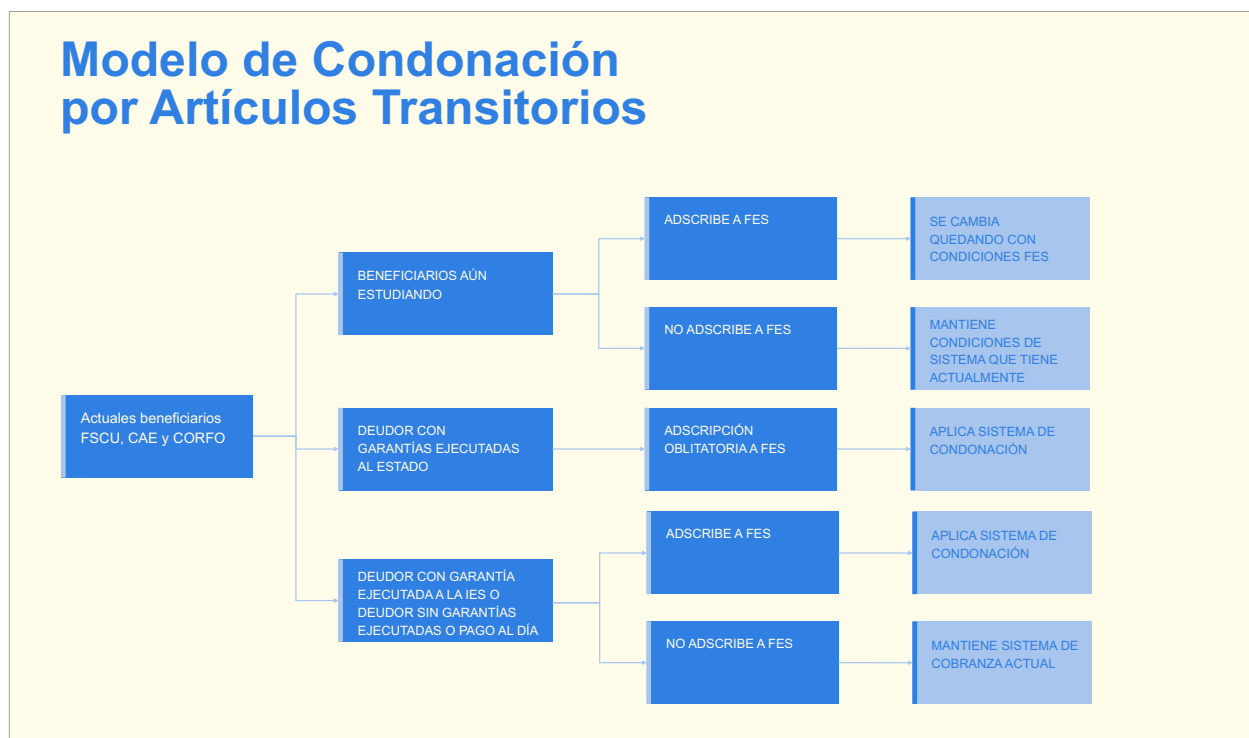 Modelo de Condonación
por Artículos Transitorios
Actuales beneficiarios
FSCU, CAE y CORFO
BENEFICIARIOS AÚN
ESTUDIANDO
ADSCRIBE A FES
SE CAMBIA
QUEDANDO CON
CONDICIONES FES
NO ADSCRIBE A FES
MANTIENE
CONDICIONES DE
SISTEMA QUE TIENE
ACTUALMENTE
DEUDOR CON
GARANTÍAS EJECUTADAS
AL ESTADO
ADSCRIPCIÓN
OBLITATORIA A FES
APLICA SISTEMA DE
CONDONACIÓN
DEUDOR CON GARANTÍA
EJECUTADA A LA IES O
DEUDOR SIN GARANTÍAS
EJECUTADAS O PAGO AL DÍA
ADSCRIBE A FES
APLICA SISTEMA DE
CONDONACIÓN
NO ADSCRIBE A FES
MANTIENE SISTEMA DE
COBRANZA ACTUAL